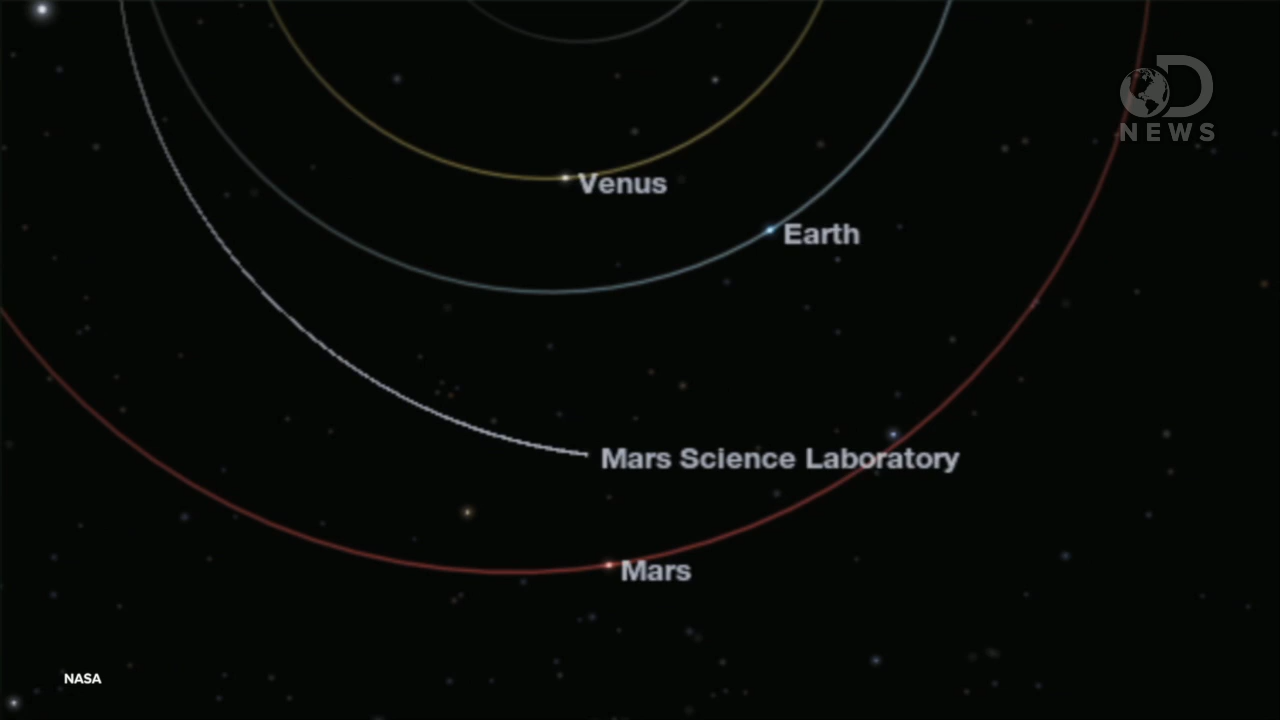 D
NEWS
Venus
Earth
Mars Science Laboratory
Mars
NASA